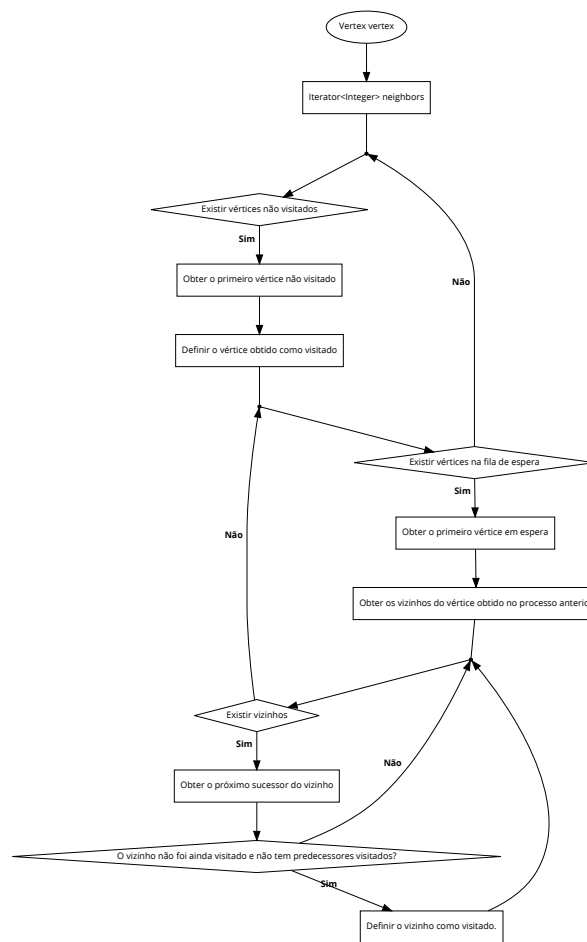 Vertex vertex
Iterator<Integer> neighbors
Existir vértices não visitados
Sim
Obter o primeiro vértice não visitado
Não
Definir o vértice obtido como visitado
Existir vértices na fila de espera
Sim
Obter o primeiro vértice em espera
Não
Obter os vizinhos do vértice obtido no processo anterio
Existir vizinhos
Sim
Não
Obter o próximo sucessor do vizinho
O vizinho não foi ainda visitado e não tem predecessores visitados?
Sim
Definir o vizinho como visitado.